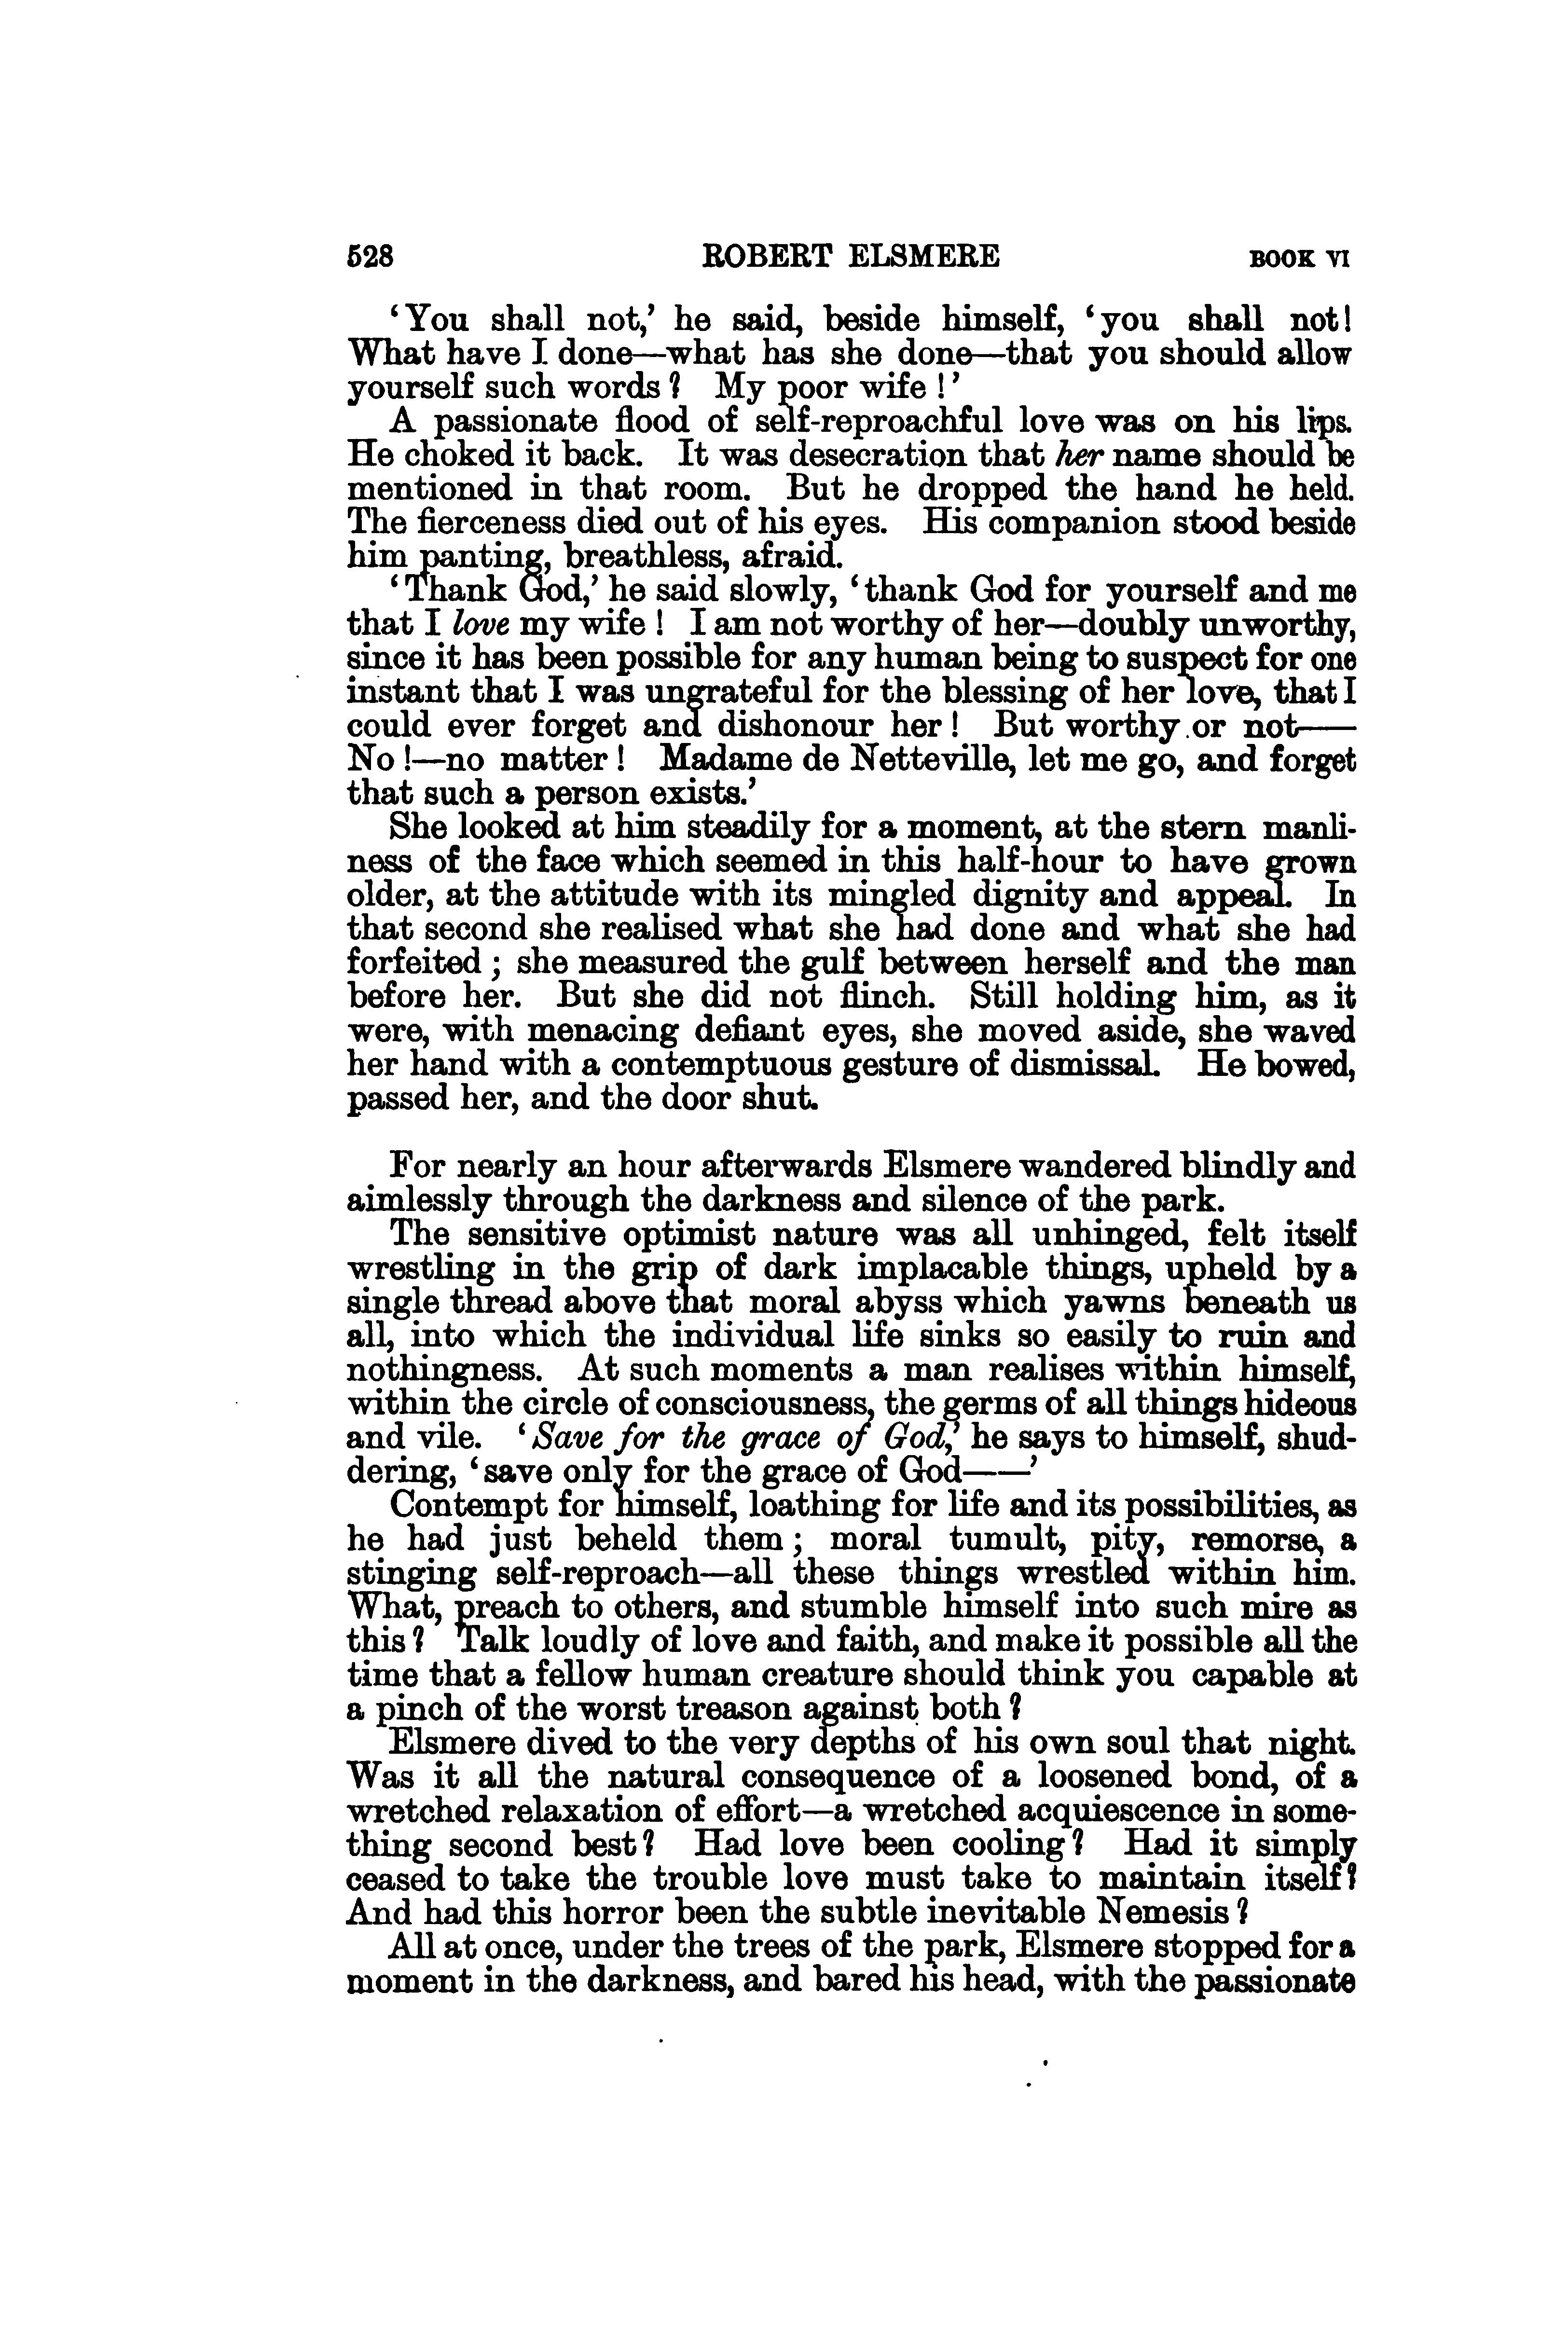 528 ROBERT ELSMERE BOOK VI
‘You shall not,’ he said, beside himself, ‘you shall not!
What have I done—what has she done—that you should allow
yourself such words? My poor wife!’
A passionate flood of self-reproachful love was on his lips.
He choked it back. It was desecration that her name should be
mentioned in that room. But he dropped the hand he held.
The fierceness died out of his eyes. His companion stood beside
him panting, breathless, afraid.
‘Thank God,’ he said slowly, ‘thank God for yourself and me
that I love my wife! I am not worthy of her—doubly unworthy,
since it has been possible for any human being to suspect for one
instant that I was ungrateful for the blessing of her love, that I
could ever forget and dishonour her! But worthy or not——
No!—no matter! Madame de Netteville, let me go, and forget
that such a person exists.’
She looked at him steadily for a moment, at the stern manli-
ness of the face which seemed in this half-hour to have grown
older, at the attitude with its mingled dignity and appeal. In
that second she realised what she had done and what she had
forfeited; she measured the gulf between herself and the man
before her. But she did not flinch. Still holding him, as it
were, with menacing defiant eyes, she moved aside, she waved
her hand with a contemptuous gesture of dismissal. He bowed,
passed her, and the door shut.
For nearly an hour afterwards Elsmere wandered blindly and
aimlessly through the darkness and silence of the park.
The sensitive optimist nature was all unhinged, felt itself
wrestling in the grip of dark implacable things, upheld by a
single thread above that moral abyss which yawns beneath us
all, into which the individual life sinks so easily to ruin and
nothingness. At such moments a man realises within himself,
within the circle of consciousness, the germs of all things hideous
and vile. ‘Save for the grace of God,’ he says to himself, shud-
dering, ‘save only for the grace of God——’
Contempt for himself, loathing for life and its possibilities, as
he had just beheld them; moral tumult, pity, remorse, a
stinging self-reproach—all these things wrestled within him.
What, preach to others, and stumble himself into such mire as
this? Talk loudly of love and faith, and make it possible all the
time that a fellow human creature should think you capable at
a pinch of the worst treason against both?
Elsmere dived to the very depths of his own soul that night.
Was it all the natural consequence of a loosened bond, of a
wretched relaxation of effort—a wretched acquiescence in some-
thing second best? Had love been cooling? Had it simply
ceased to take the trouble love must take to maintain itself?
And had this horror been the subtle inevitable Nemesis?
All at once, under the trees of the park, Elsmere stopped for a
moment in the darkness, and bared his head, with the passionate